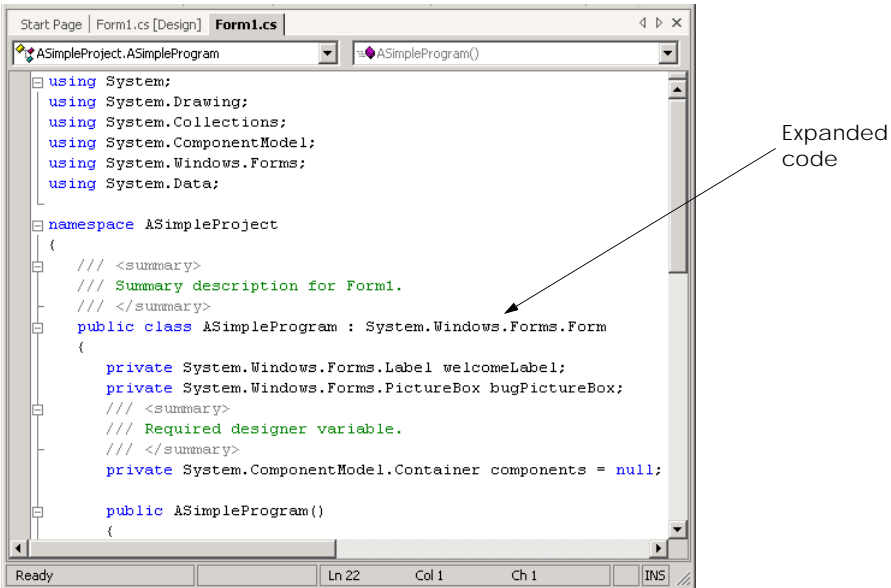 Start Page | Form1.cs [Design] Form1.cs
ASimpleProject.ASimpleProgram ASimpleProgram()
using System;
using System.Drawing;
using System.Collections;
using System.ComponentModel;
using System.Windows.Forms;
using System.Data;
namespace ASimpleProject
{
/// <summary>
/// Summary description for Form1.
/// </summary>
public class ASimpleProgram : System.Windows.Forms.Form
{
private System.Windows.Forms.Label welcomeLabel;
private System.Windows.Forms.PictureBox bugPictureBox;
/// <summary>
/// Required designer variable.
/// </summary>
private System.ComponentModel.Container components = null;
public ASimpleProgram()
{
Ready Ln 22 Col 1 Ch 1 INS
Expanded
code